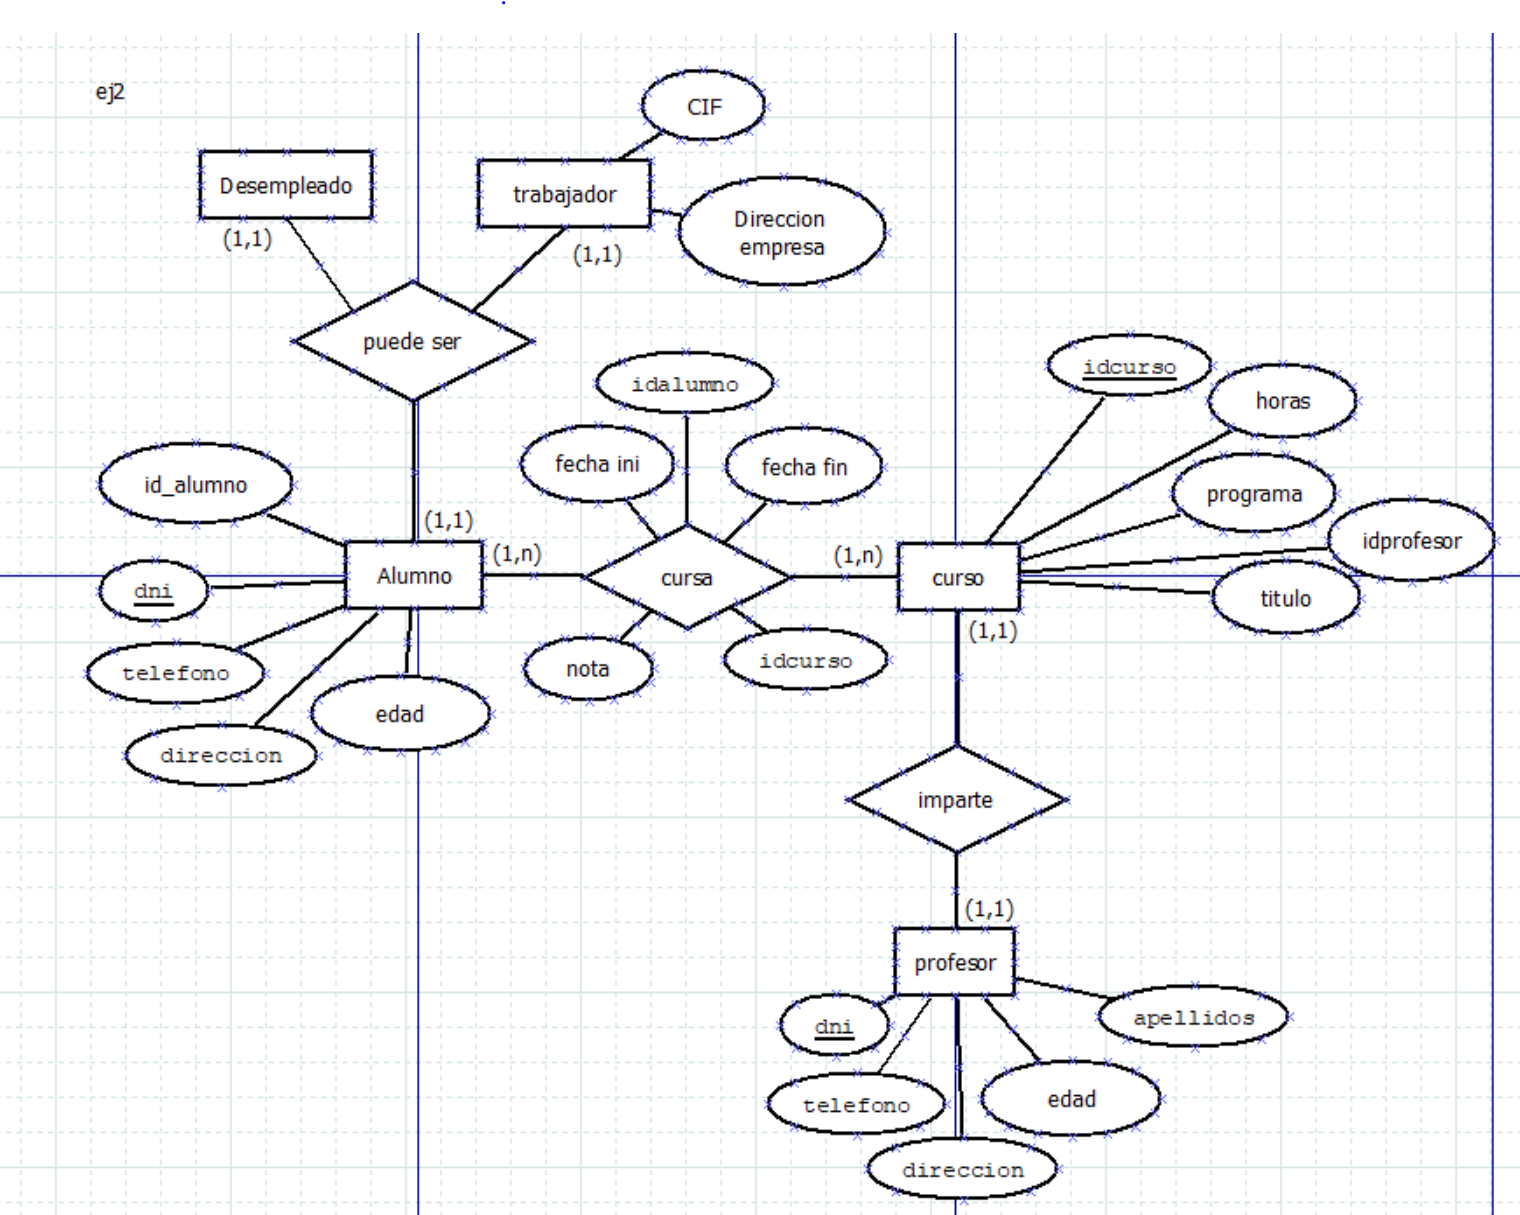 ej2
CIF
Desempleado
trabajador
Direccion
empresa
(1,1)
(1,1)
puede ser
idalumno
idcurso
horas
fecha ini
fecha fin
id_alumno
programa
(1,1)
(1,n)
(1,n)
idprofesor
Alumno
cursa
curso
dni
titulo
(1,1)
telefono
nota
idcurso
edad
direccion
imparte
(1,1)
profesor
dni
apellidos
telefono
edad
direccion